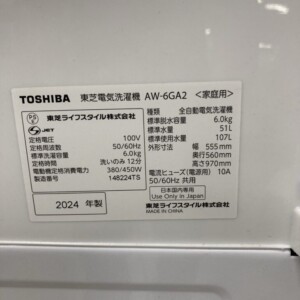 TOSHIBA 東芝電気洗濯機 AW-6GA2 <家庭用>
PS
E
JET
東芝ライフスタイル株式会社
定格電圧 100V
定格周波数 50/60Hz
標準洗濯容量 6.0kg
定格時間 洗いのみ 12分
電動機定格消費電力 380/450W
製造番号 148224TS
種類 全自動電気洗濯機
標準脱水容量 6.0kg
標準水量 51L
標準使用水量 107L
外形寸法 幅 555mm
奥行560mm
高さ970mm
電流ヒューズ(電源用) 10A
50/60Hz 共用
2024 年製
日本国内専用
Use Only in Japan
東芝ライフスタイル株式会社
MADE IN CHINA